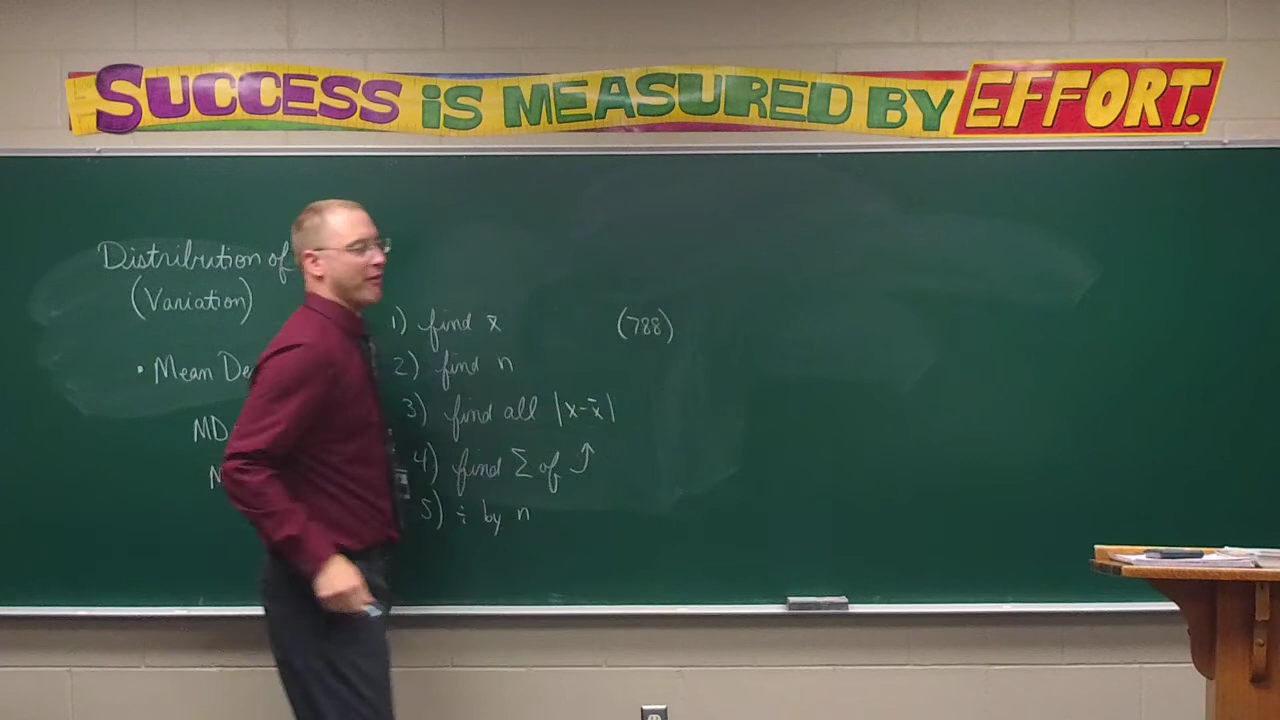 SUCCESS iS MEASURED BY EFFORT.
Distribution of
(Variation)
• Mean De
MD
1) find x̄
(788)
2) find n
3) find all |x-x̄|
4) find Σ of ⤴
5) ÷ by n